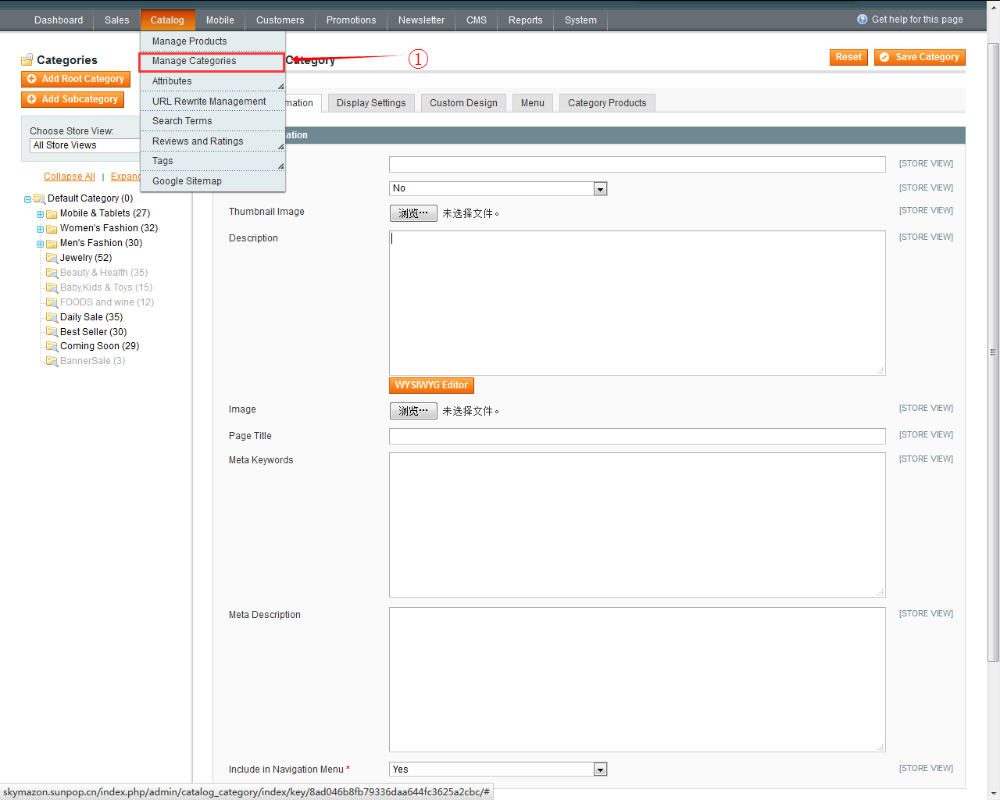 Dashboard Sales Catalog Mobile Customers Promotions Newsletter CMS Reports System Get help for this page
Manage Products
Manage Categories
Attributes
URL Rewrite Management
Search Terms
Reviews and Ratings
Tags
Google Sitemap
①
Categories
Add Root Category
Add Subcategory
Choose Store View:
All Store Views
Collapse All | Expan
Default Category (0)
Mobile & Tablets (27)
Women's Fashion (32)
Men's Fashion (30)
Jewelry (52)
Beauty & Health (35)
Baby,Kids & Toys (15)
FOODS and wine (12)
Daily Sale (35)
Best Seller (30)
Coming Soon (29)
BannerSale (3)
Category
Reset Save Category
mation Display Settings Custom Design Menu Category Products
ation
[STORE VIEW]
No [STORE VIEW]
Thumbnail Image 浏览… 未选择文件。 [STORE VIEW]
Description [STORE VIEW]
WYSIWYG Editor
Image 浏览… 未选择文件。 [STORE VIEW]
Page Title [STORE VIEW]
Meta Keywords [STORE VIEW]
Meta Description [STORE VIEW]
Include in Navigation Menu * Yes [STORE VIEW]
skymazon.sunpop.cn/index.php/admin/catalog_category/index/key/8ad046b8fb79336daa644fc3625a2cbc/#